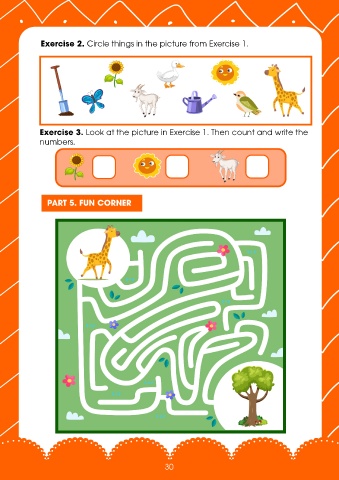 Exercise 2. Circle things in the picture from Exercise 1.
Exercise 3. Look at the picture in Exercise 1. Then count and write the
numbers.
PART 5. FUN CORNER
30